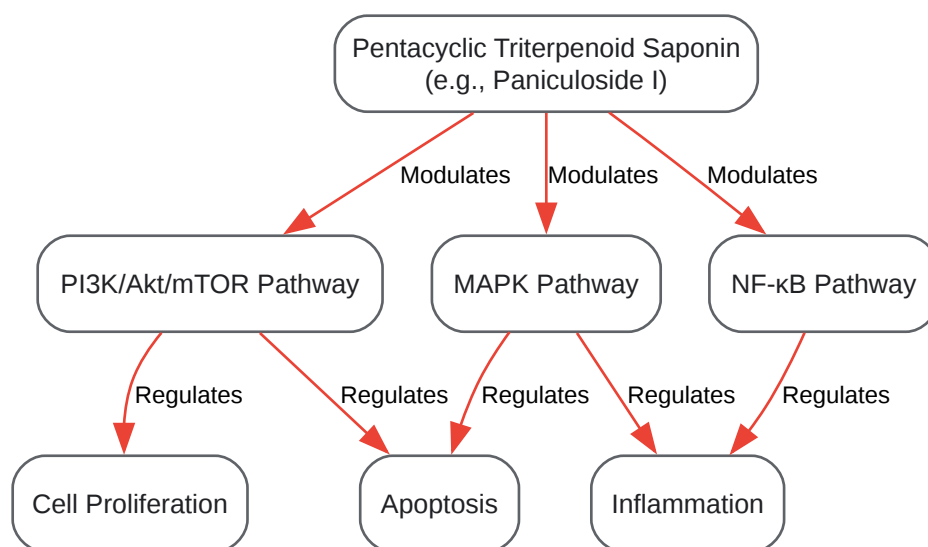 Pentacyclic Triterpenoid Saponin
(e.g., Paniculoside I)
Modulates
Modulates
Modulates
PI3K/Akt/mTOR Pathway
MAPK Pathway
NF-κB Pathway
Regulates
Regulates
Regulates
Regulates
Regulates
Cell Proliferation
Apoptosis
Inflammation